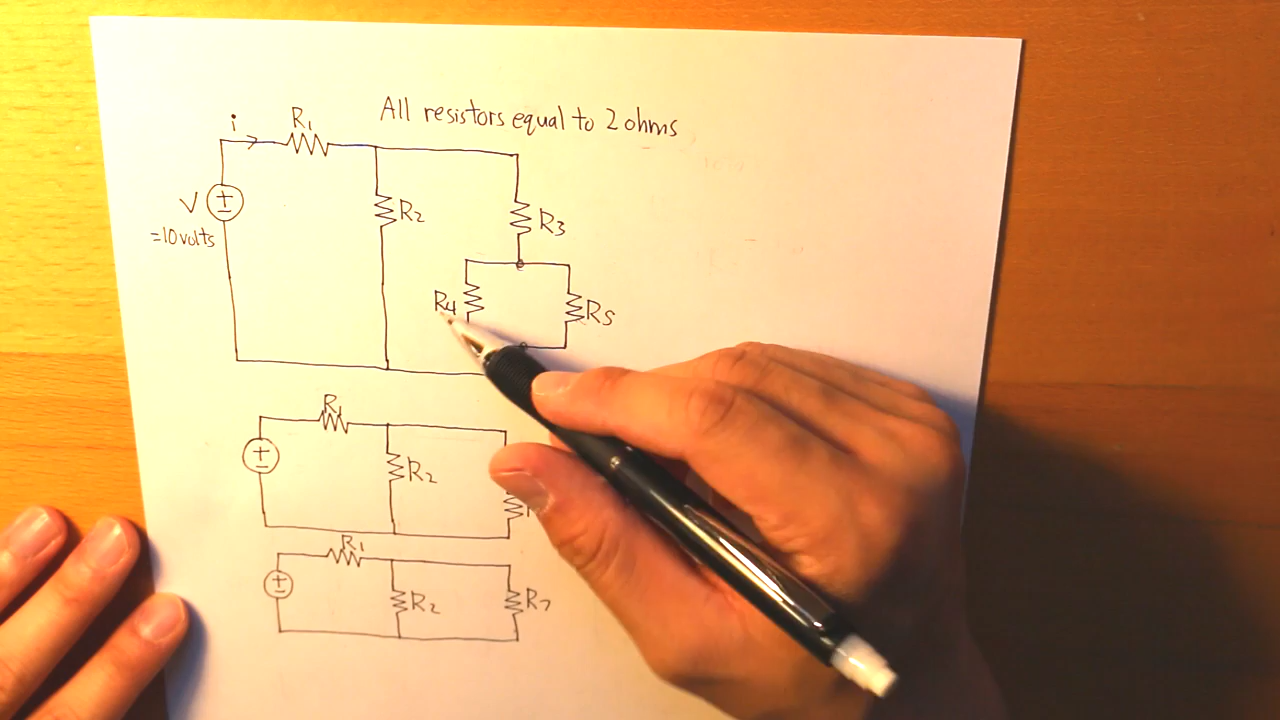 All resistors equal to 2 ohms
i
R1
V
=10 volts
R2
R3
R4
R5
R1
R2
R1
R2
R7